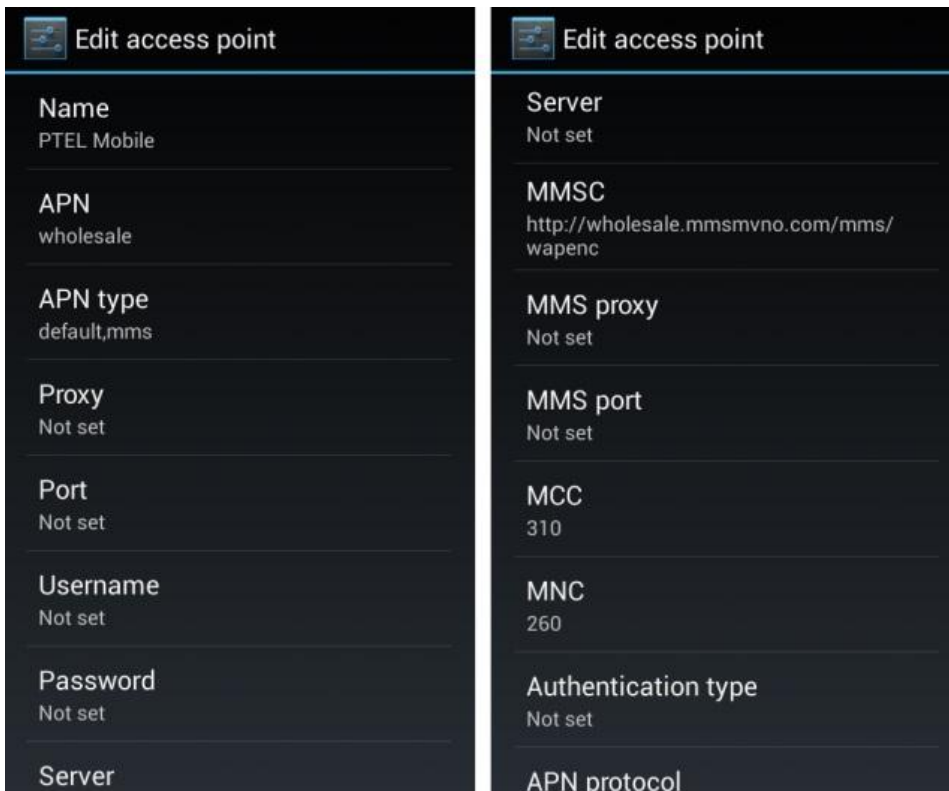 Edit access point
Name
PTEL Mobile
APN
wholesale
APN type
default,mms
Proxy
Not set
Port
Not set
Username
Not set
Password
Not set
Server
Edit access point
Server
Not set
MMSC
http://wholesale.mmsmvno.com/mms/
wapenc
MMS proxy
Not set
MMS port
Not set
MCC
310
MNC
260
Authentication type
Not set
APN protocol